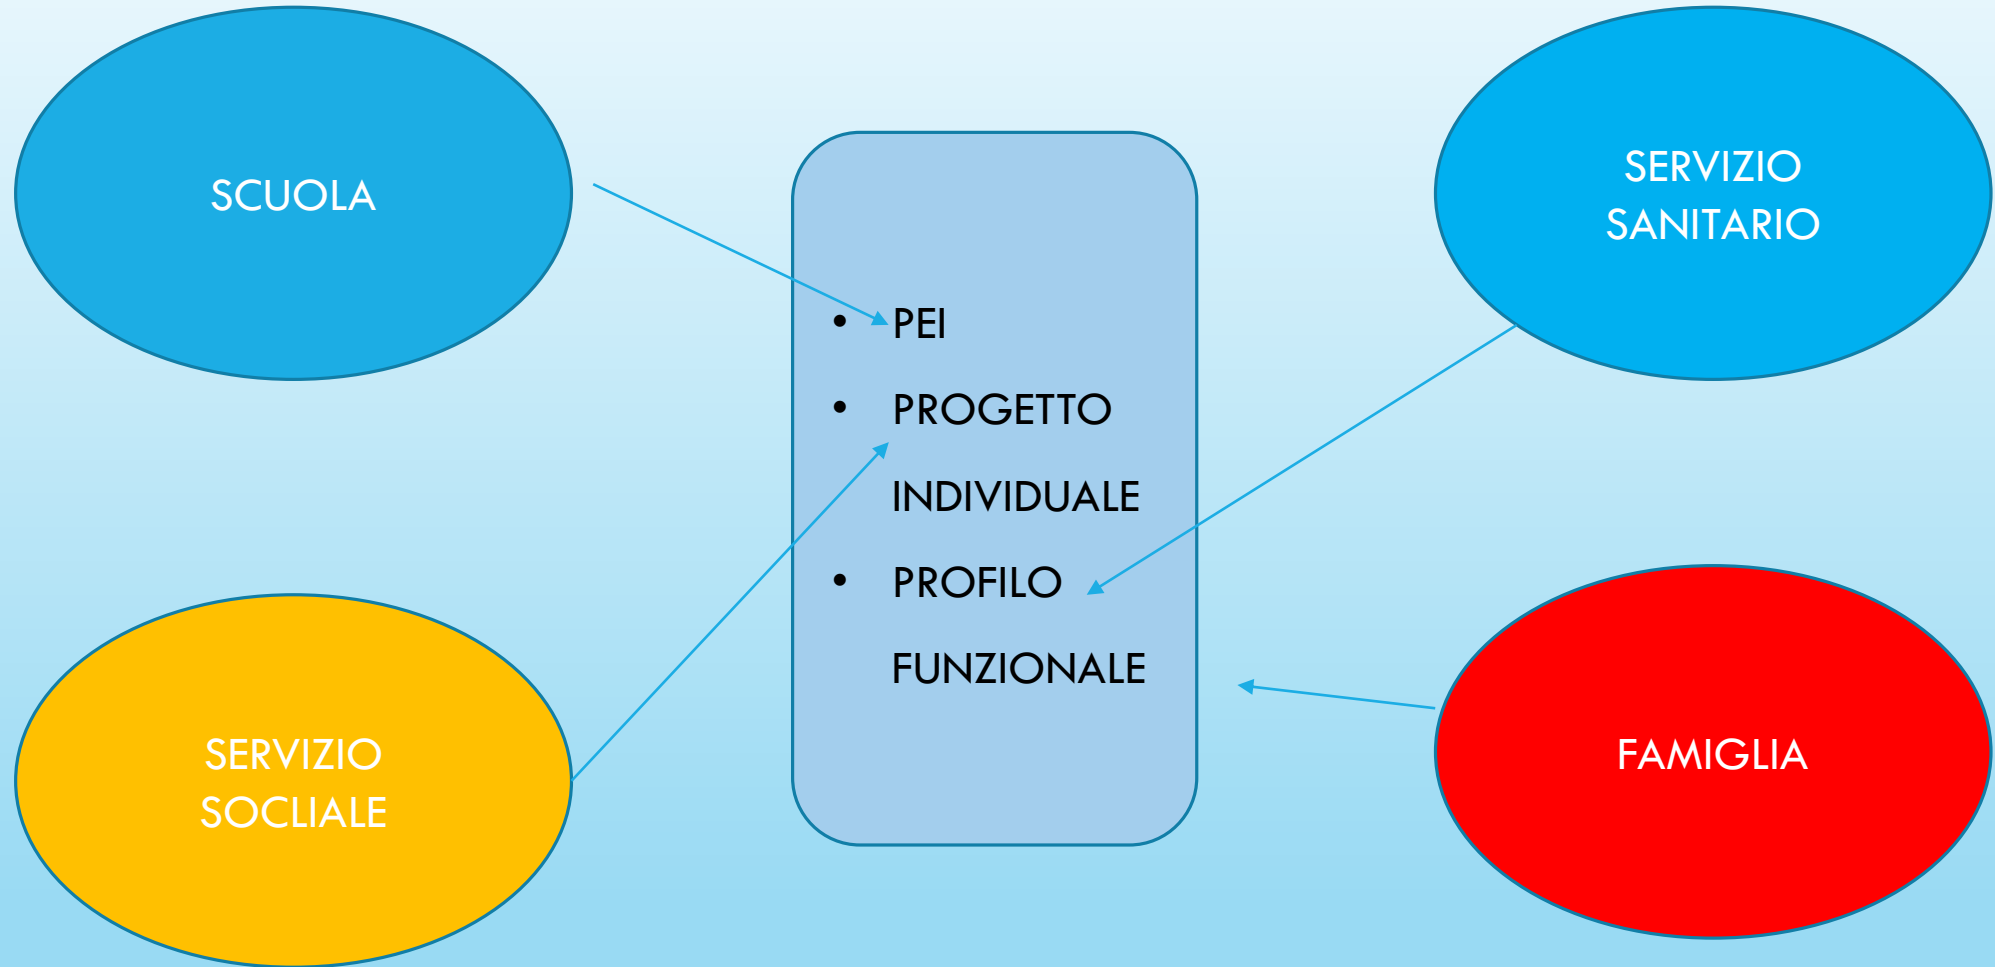 SCUOLA
SERVIZIO
SANITARIO
• PEI
• PROGETTO
INDIVIDUALE
• PROFILO
FUNZIONALE
SERVIZIO
SOCLIALE
FAMIGLIA